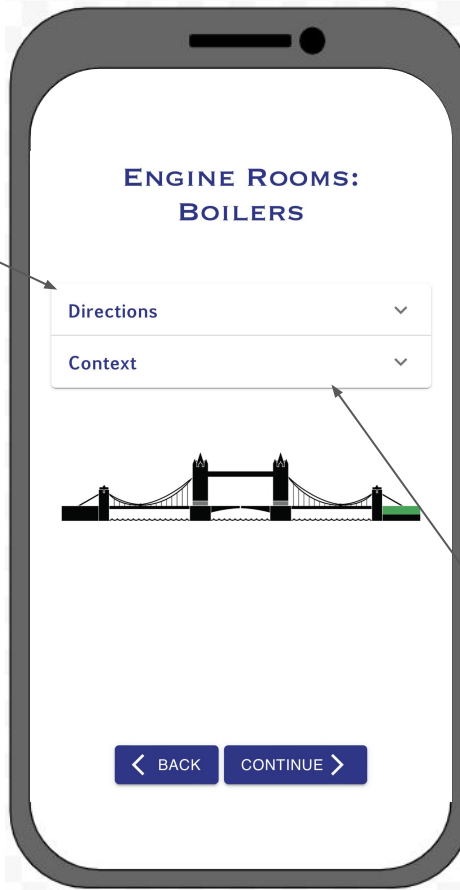 Engine Rooms:
Boilers
Directions
Context
BACK CONTINUE